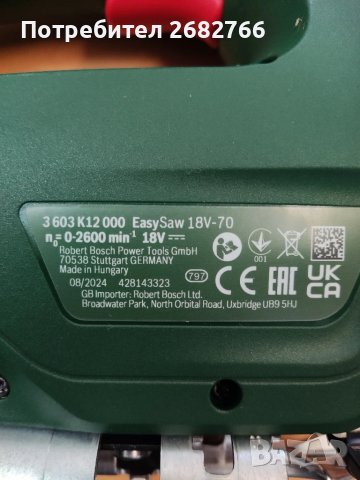 Потребител 2682766
3 603 K12 000 EasySaw 18V-70
n₀= 0-2600 min⁻¹ 18V⎓
Robert Bosch Power Tools GmbH
70538 Stuttgart GERMANY
Made in Hungary
08/2024 428143323
001
797
CE EAC UK CA
GB Importer: Robert Bosch Ltd.
Broadwater Park, North Orbital Road, Uxbridge UB9 5HJ
bazar